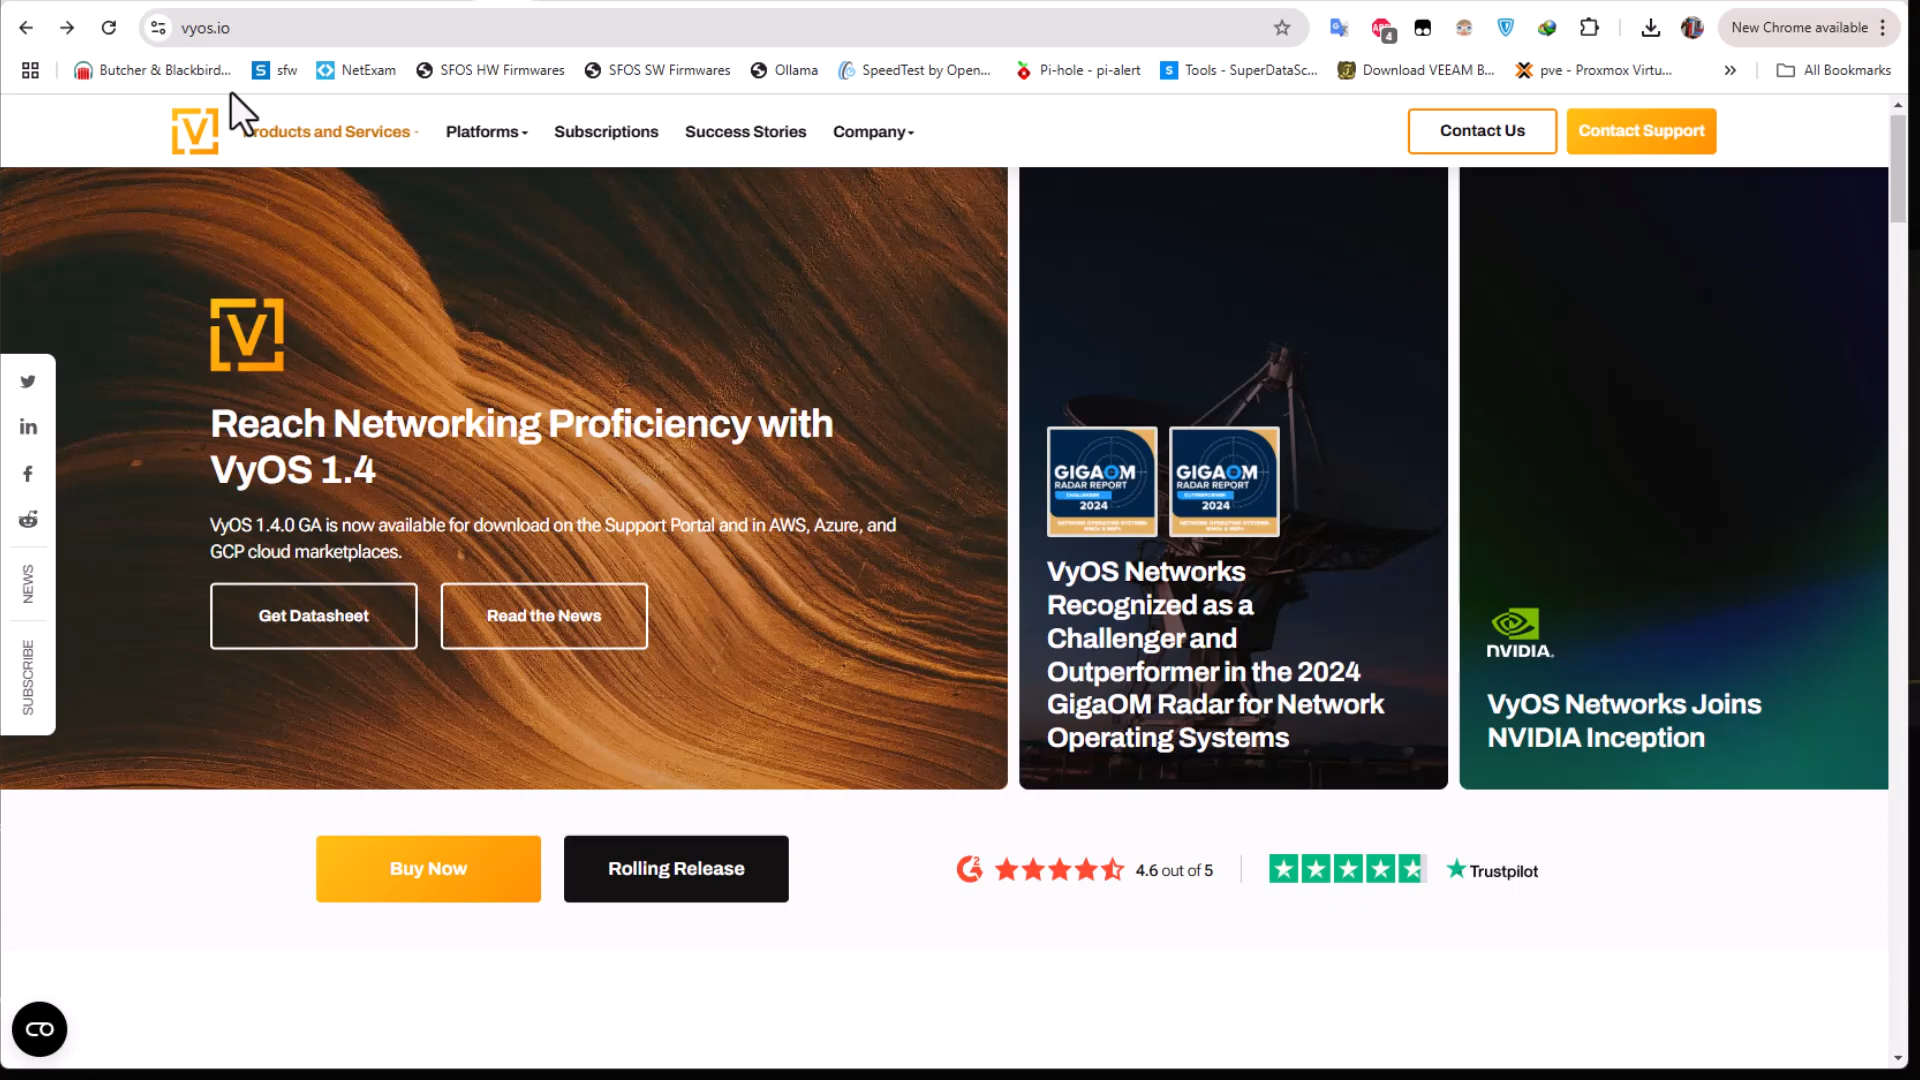 vyos.io
4
New Chrome available
Butcher & Blackbird...
sfw
NetExam
SFOS HW Firmwares
SFOS SW Firmwares
Ollama
SpeedTest by Open...
Pi-hole - pi-alert
Tools - SuperDataSc...
Download VEEAM B...
pve - Proxmox Virtu...
All Bookmarks
roducts and Services
Platforms
Subscriptions
Success Stories
Company
Contact Us
Contact Support
Reach Networking Proficiency with
VyOS 1.4
VyOS 1.4.0 GA is now available for download on the Support Portal and in AWS, Azure, and
GCP cloud marketplaces.
Get Datasheet
Read the News
GIGAOM
RADAR REPORT
CHALLENGER
2024
GIGAOM
RADAR REPORT
OUTPERFORMER
2024
VyOS Networks
Recognized as a
Challenger and
Outperformer in the 2024
GigaOM Radar for Network
Operating Systems
NVIDIA.
VyOS Networks Joins
NVIDIA Inception
NEWS
SUBSCRIBE
Buy Now
Rolling Release
4.6 out of 5
Trustpilot